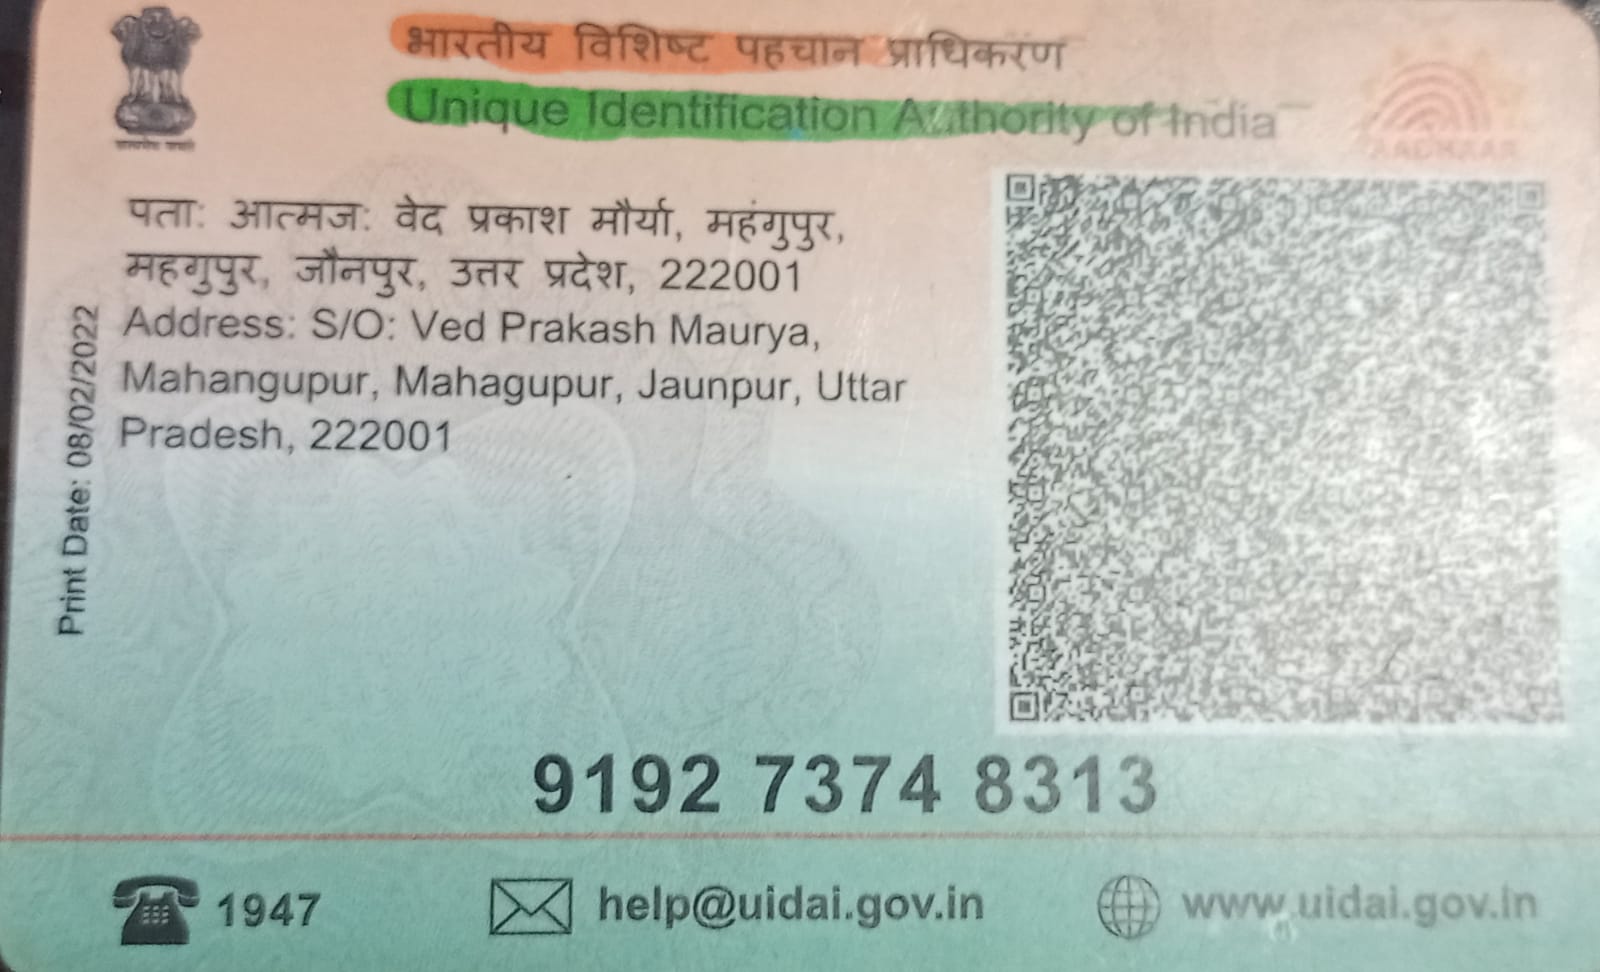 भारतीय विशिष्ट पहचान प्राधिकरण
Unique Identification Authority of India
AADHAAR
पता: आत्मज: वेद प्रकाश मौर्या, महंगुपुर,
महगुपुर, जौनपुर, उत्तर प्रदेश, 222001
Address: S/O: Ved Prakash Maurya,
Mahangupur, Mahagupur, Jaunpur, Uttar
Pradesh, 222001
Print Date: 08/02/2022
9192 7374 8313
1947
help@uidai.gov.in
www.uidai.gov.in